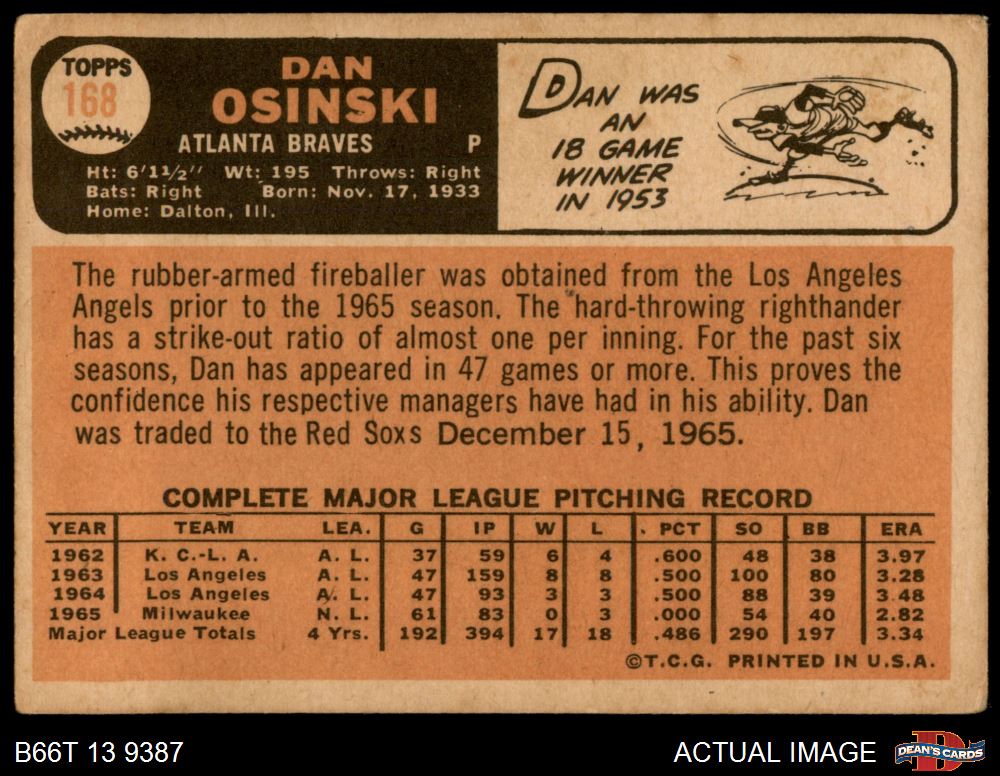 TOPPS
168
DAN
OSINSKI
ATLANTA BRAVES P
Ht: 6'11/2" Wt: 195 Throws: Right
Bats: Right Born: Nov. 17, 1933
Home: Dalton, Ill.
DAN WAS
AN
18 GAME
WINNER
IN 1953
The rubber-armed fireballer was obtained from the Los Angeles
Angels prior to the 1965 season. The hard-throwing righthander
has a strike-out ratio of almost one per inning. For the past six
seasons, Dan has appeared in 47 games or more. This proves the
confidence his respective managers have had in his ability. Dan
was traded to the Red Soxs December 15, 1965.
COMPLETE MAJOR LEAGUE PITCHING RECORD
YEAR TEAM LEA. G IP W L PCT SO BB ERA
1962 K. C.-L. A. A. L. 37 59 6 4 .600 48 38 3.97
1963 Los Angeles A. L. 47 159 8 8 .500 100 80 3.28
1964 Los Angeles A. L. 47 93 3 3 .500 88 39 3.48
1965 Milwaukee N. L. 61 83 0 3 .000 54 40 2.82
Major League Totals 4 Yrs. 192 394 17 18 .486 290 197 3.34
©T.C.G. PRINTED IN U.S.A.
B66T 13 9387 ACTUAL IMAGE
DEAN'S CARDS